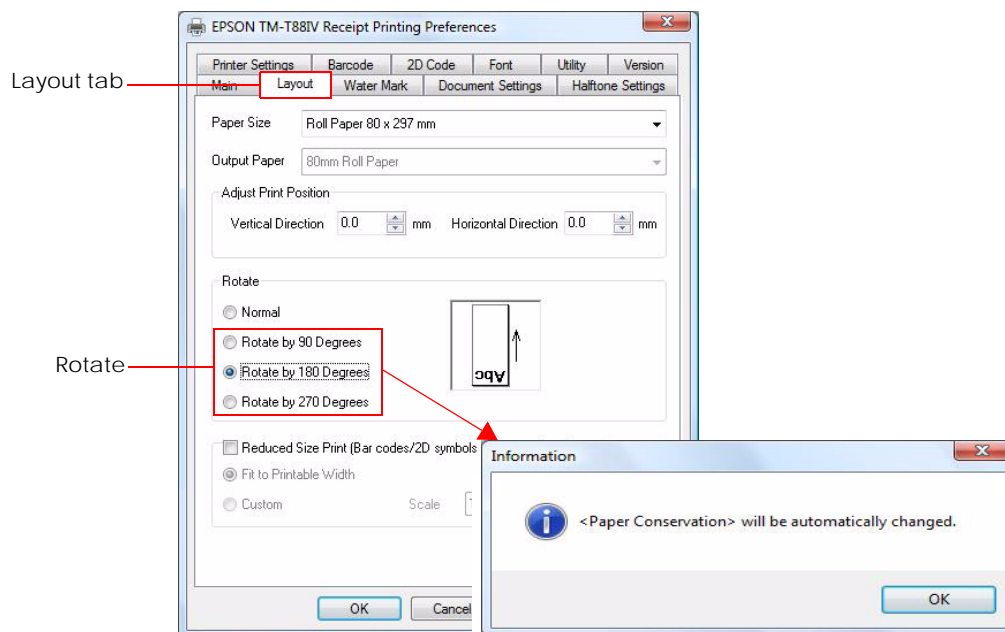 EPSON TM-T88IV Receipt Printing Preferences
Printer Settings Barcode 2D Code Font Utility Version
Layout tab
Main Layout Water Mark Document Settings Halftone Settings
Paper Size Roll Paper 80 x 297 mm
Output Paper 80mm Roll Paper
Adjust Print Position
Vertical Direction 0.0 mm Horizontal Direction 0.0 mm
Rotate
Normal
Rotate by 90 Degrees
Rotate
Rotate by 180 Degrees
Abc
Rotate by 270 Degrees
Reduced Size Print (Bar codes/2D symbols
Fit to Printable Width
Custom Scale
OK Cancel
Information
<Paper Conservation> will be automatically changed.
OK